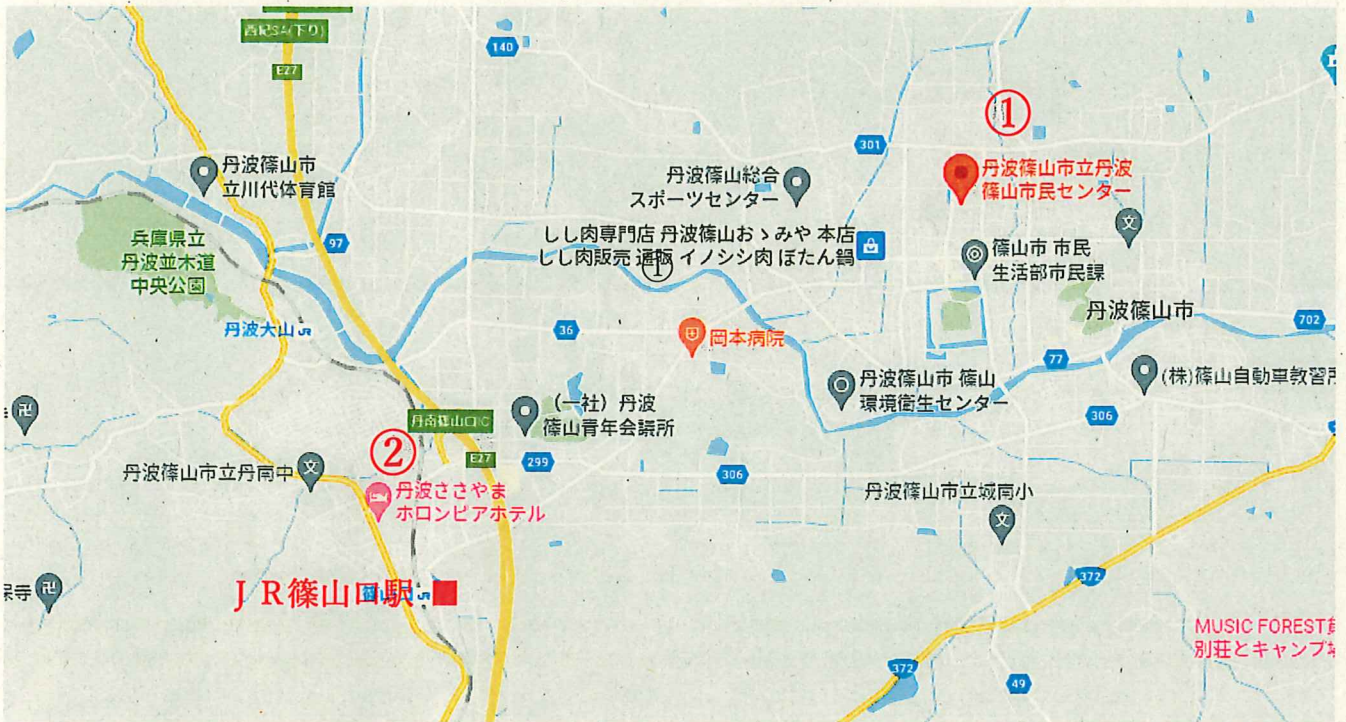 西紀SA(下り)
E27
140
①
301
丹波篠山市
立川代体育館
丹波篠山総合
スポーツセンター
丹波篠山市立丹波
篠山市民センター
文
97
兵庫県立
丹波並木道
中央公園
しし肉専門店 丹波篠山おゝみや 本店
しし肉販売 通販 イノシシ肉 ぼたん鍋
①
篠山市 市民
生活部市民課
丹波篠山市
丹波大山 JR
36
岡本病院
702
77
丹波篠山市 篠山
環境衛生センター
(株)篠山自動車教習所
卍
(一社)丹波
篠山青年会議所
丹南篠山口IC
306
②
E27
299
306
丹波篠山市立丹南中
文
丹波ささやま
ホロンピアホテル
丹波篠山市立城南小
文
372
寺
卍
JR篠山口駅
JR
MUSIC FOREST
別荘とキャンプ場
372
49